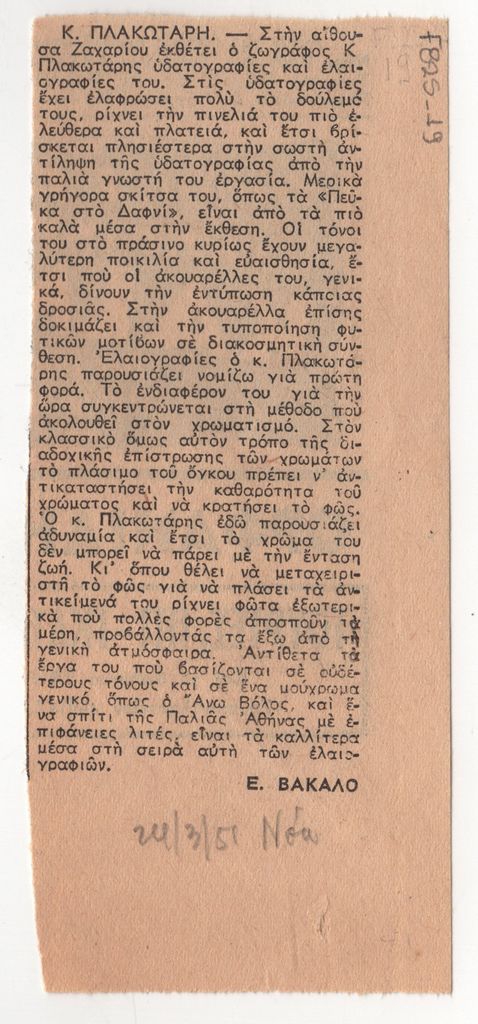 Κ. ΠΛΑΚΩΤΑΡΗ. — Στὴν αἴθου-
σα Ζαχαρίου ἐκθέτει ὁ ζωγράφος Κ
Πλακωτάρης ὑδατογραφίες καὶ ἐλαι-
ογραφίες του. Στὶς ὑδατογραφίες
ἔχει ἐλαφρώσει πολὺ τὸ δούλεμά
τους, ρίχνει τὴν πινελιά του πιὸ ἐ-
λεύθερα καὶ πλατειά, καὶ ἔτσι βρί-
σκεται πλησιέστερα στὴν σωστὴ ἀν-
τίληψη τῆς ὑδατογραφίας ἀπὸ τὴν
παλιὰ γνωστή του ἐργασία. Μερικὰ
γρήγορα σκίτσα του, ὅπως τὰ «Πεῦ-
κα στὸ Δαφνί», εἶναι ἀπὸ τὰ πιὸ
καλὰ μέσα στὴν ἔκθεση. Οἱ τόνοι
του στὸ πράσινο κυρίως ἔχουν μεγα-
λύτερη ποικιλία καὶ εὐαισθησία, ἔ-
τσι ποὺ οἱ ἀκουαρέλλες του, γενι-
κά, δίνουν τὴν ἐντύπωση κάποιας
δροσιᾶς. Στὴν ἀκουαρέλλα ἐπίσης
δοκιμάζει καὶ τὴν τυποποίηση φυ-
τικῶν μοτίβων σὲ διακοσμητικὴ σύν-
θεση. Ἐλαιογραφίες ὁ κ. Πλακωτά-
ρης παρουσιάζει νομίζω γιὰ πρώτη
φορά. Τὸ ἐνδιαφέρον του γιὰ τὴν
ὥρα συγκεντρώνεται στὴ μέθοδο ποὺ
ἀκολουθεῖ στὸν χρωματισμό. Στὸν
κλασσικὸ ὅμως αὐτὸν τρόπο τῆς δι-
αδοχικῆς ἐπίστρωσης τῶν χρωμάτων
τὸ πλάσιμο τοῦ ὄγκου πρέπει ν' ἀν-
τικαταστήσει τὴν καθαρότητα τοῦ
χρώματος καὶ νὰ κρατήσει τὸ φῶς.
Ὁ κ. Πλακωτάρης ἐδῶ παρουσιάζει
ἀδυναμία καὶ ἔτσι τὸ χρῶμα του
δὲν μπορεῖ νὰ πάρει μὲ τὴν ἔνταση
ζωή. Κι' ὅπου θέλει νὰ μεταχειρι-
στῆ τὸ φῶς γιὰ νὰ πλάσει τὰ ἀν-
τικείμενά του ρίχνει φῶτα ἐξωτερι-
κὰ ποὺ πολλὲς φορὲς ἀποσποῦν τὰ
μέρη, προβάλλοντάς τα ἔξω ἀπὸ τὴ
γενικὴ ἀτμόσφαιρα. Ἀντίθετα τὰ
ἔργα του ποὺ βασίζονται σὲ οὐδέ-
τερους τόνους καὶ σὲ ἕνα μούχρωμα
γενικό, ὅπως ὁ Ἄνω Βόλος, καὶ ἕ-
να σπίτι τῆς Παλιᾶς Ἀθήνας μὲ ἐ-
πιφάνειες λιτές, εἶναι τὰ καλλίτερα
μέσα στὴ σειρὰ αὐτὴ τῶν ἐλαιο-
γραφιῶν.
Ε. ΒΑΚΑΛΟ
24/3/51 Νέα